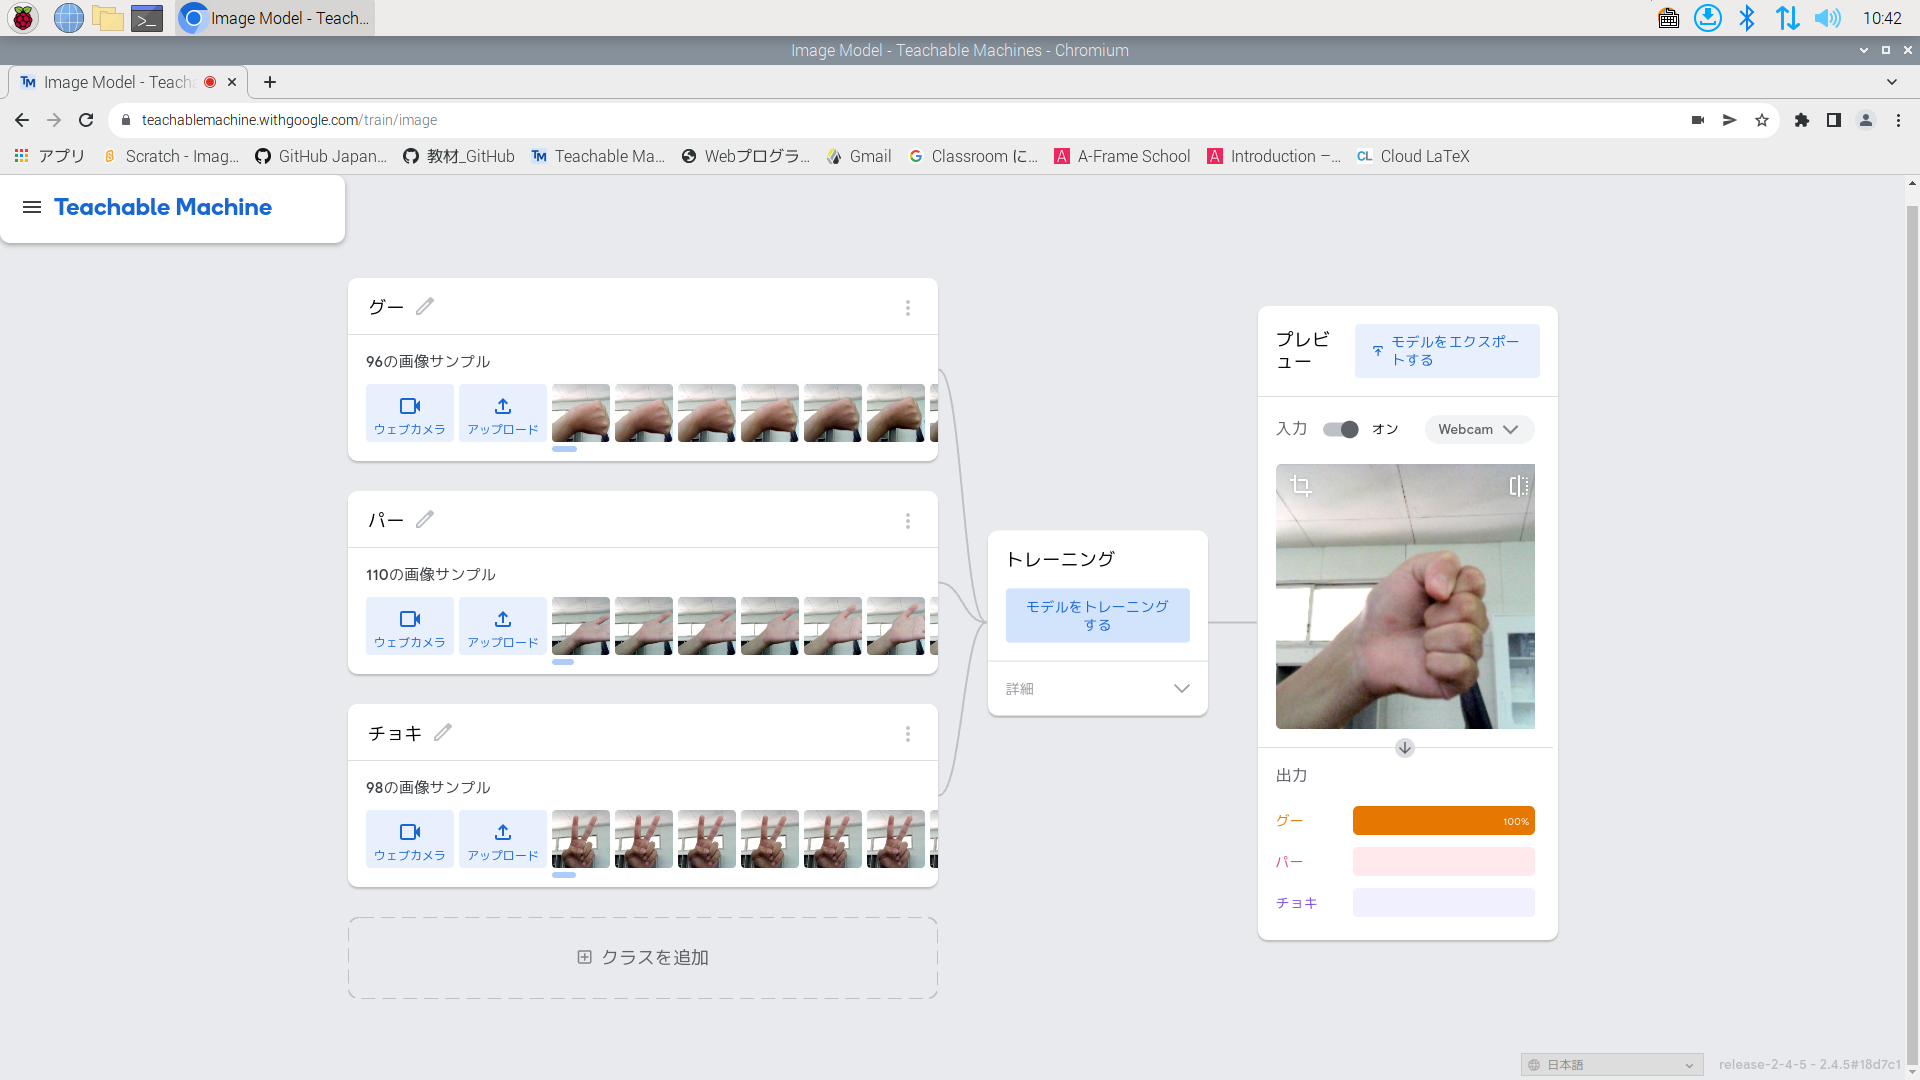 Image Model - Teach...
10:42
Image Model - Teachable Machines - Chromium
TM Image Model - Teacha
teachablemachine.withgoogle.com/train/image
アプリ
Scratch - Imag...
GitHub Japan...
教材_GitHub
TM Teachable Ma...
Webプログラ...
Gmail
G Classroom に...
A A-Frame School
A Introduction –...
CL Cloud LaTeX
Teachable Machine
グー
96の画像サンプル
ウェブカメラ
アップロード
パー
110の画像サンプル
ウェブカメラ
アップロード
チョキ
98の画像サンプル
ウェブカメラ
アップロード
クラスを追加
トレーニング
モデルをトレーニング
する
詳細
プレビ
ュー
モデルをエクスポー
トする
入力
オン
Webcam
出力
グー
100%
パー
チョキ
日本語
release-2-4-5 - 2.4.5#18d7c1